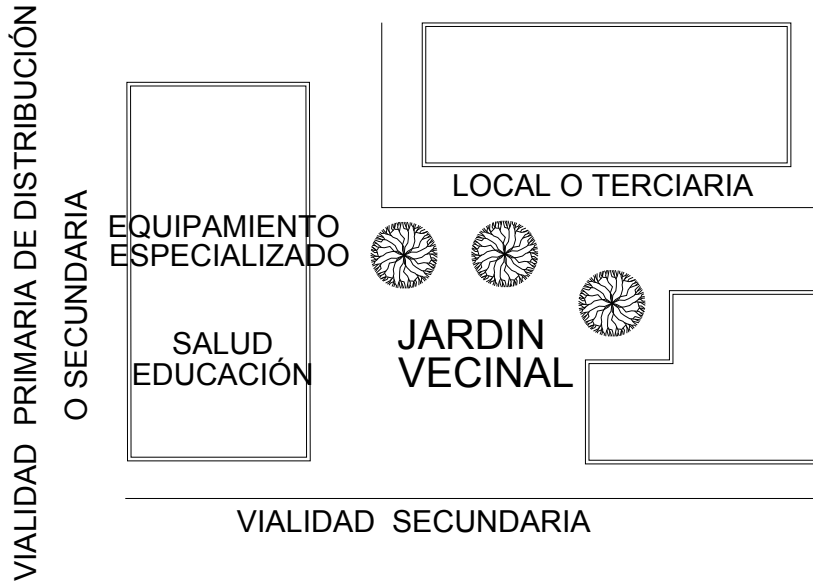 VIALIDAD PRIMARIA DE DISTRIBUCIÓN
O SECUNDARIA
LOCAL O TERCIARIA
EQUIPAMIENTO
ESPECIALIZADO
SALUD
EDUCACIÓN
JARDIN
VECINAL
VIALIDAD SECUNDARIA